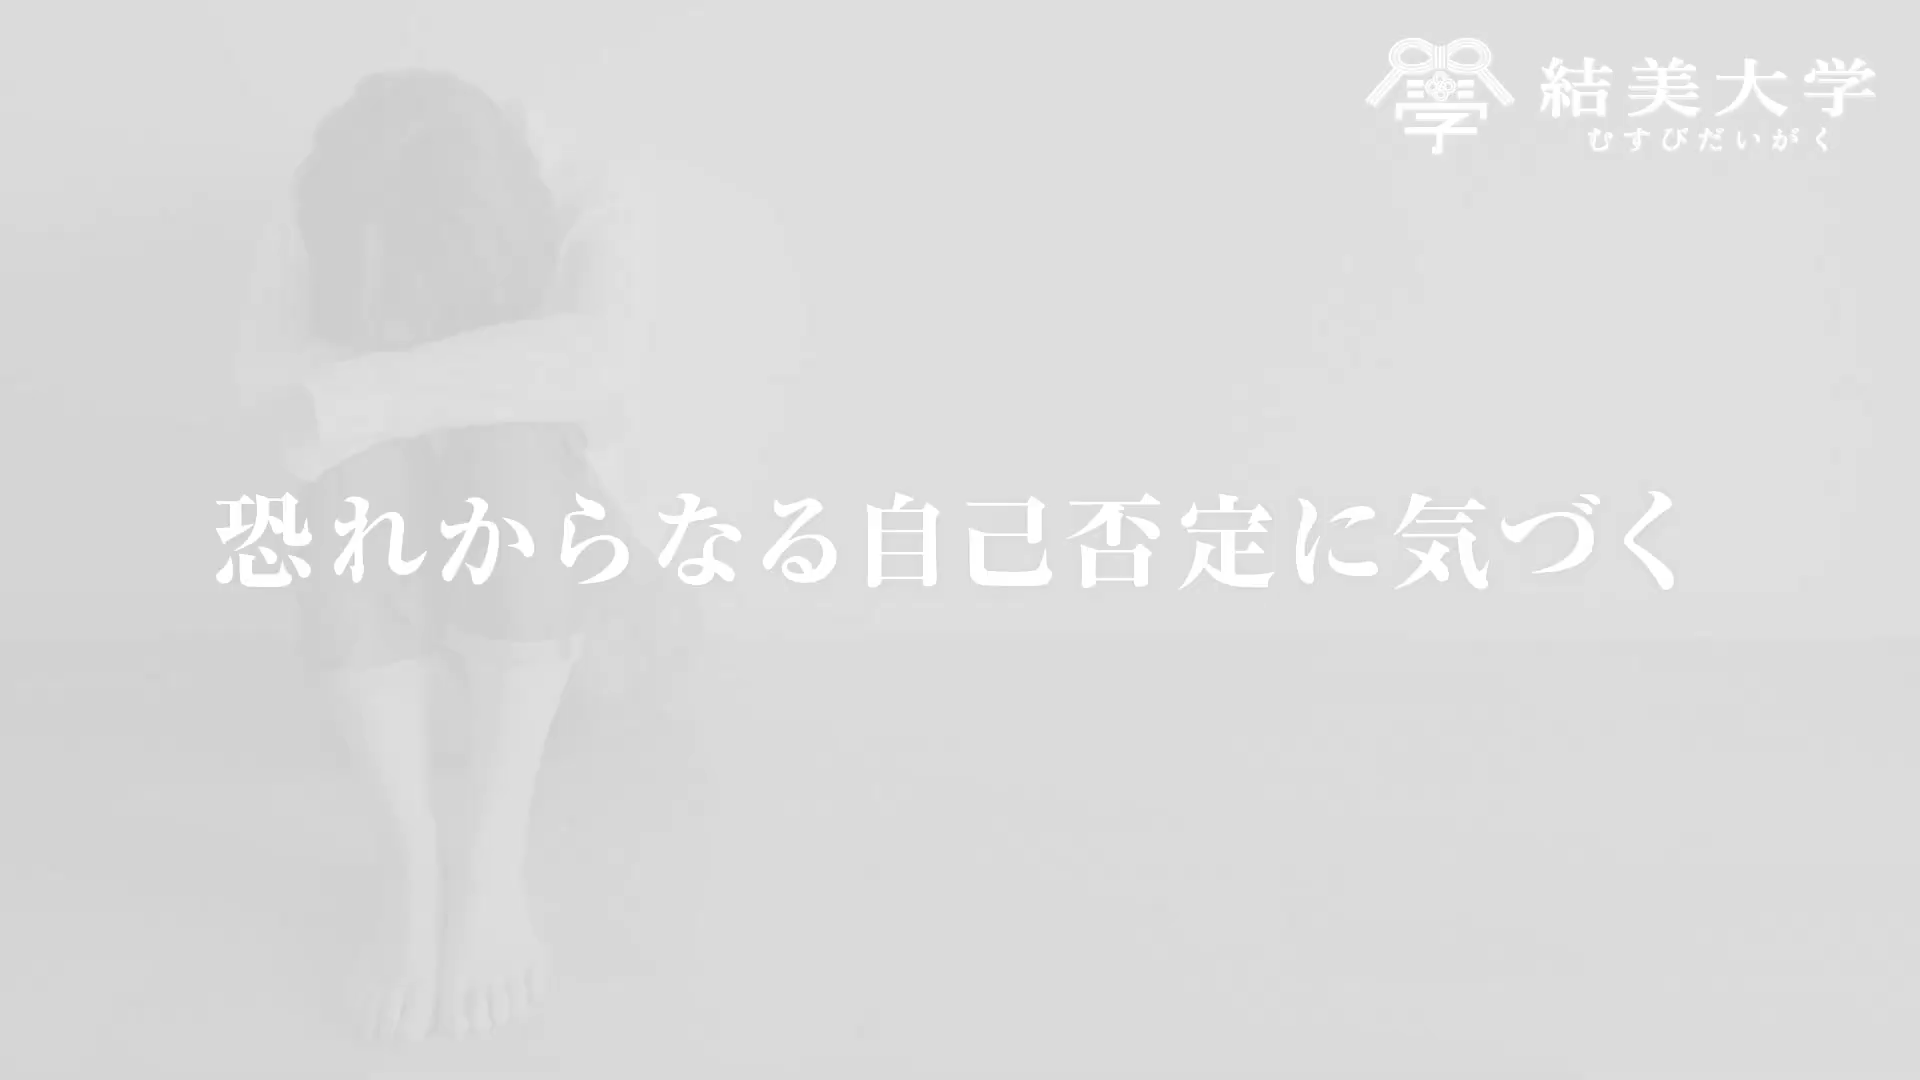 結美大学
むすびだいがく
恐れからなる自己否定に気づく